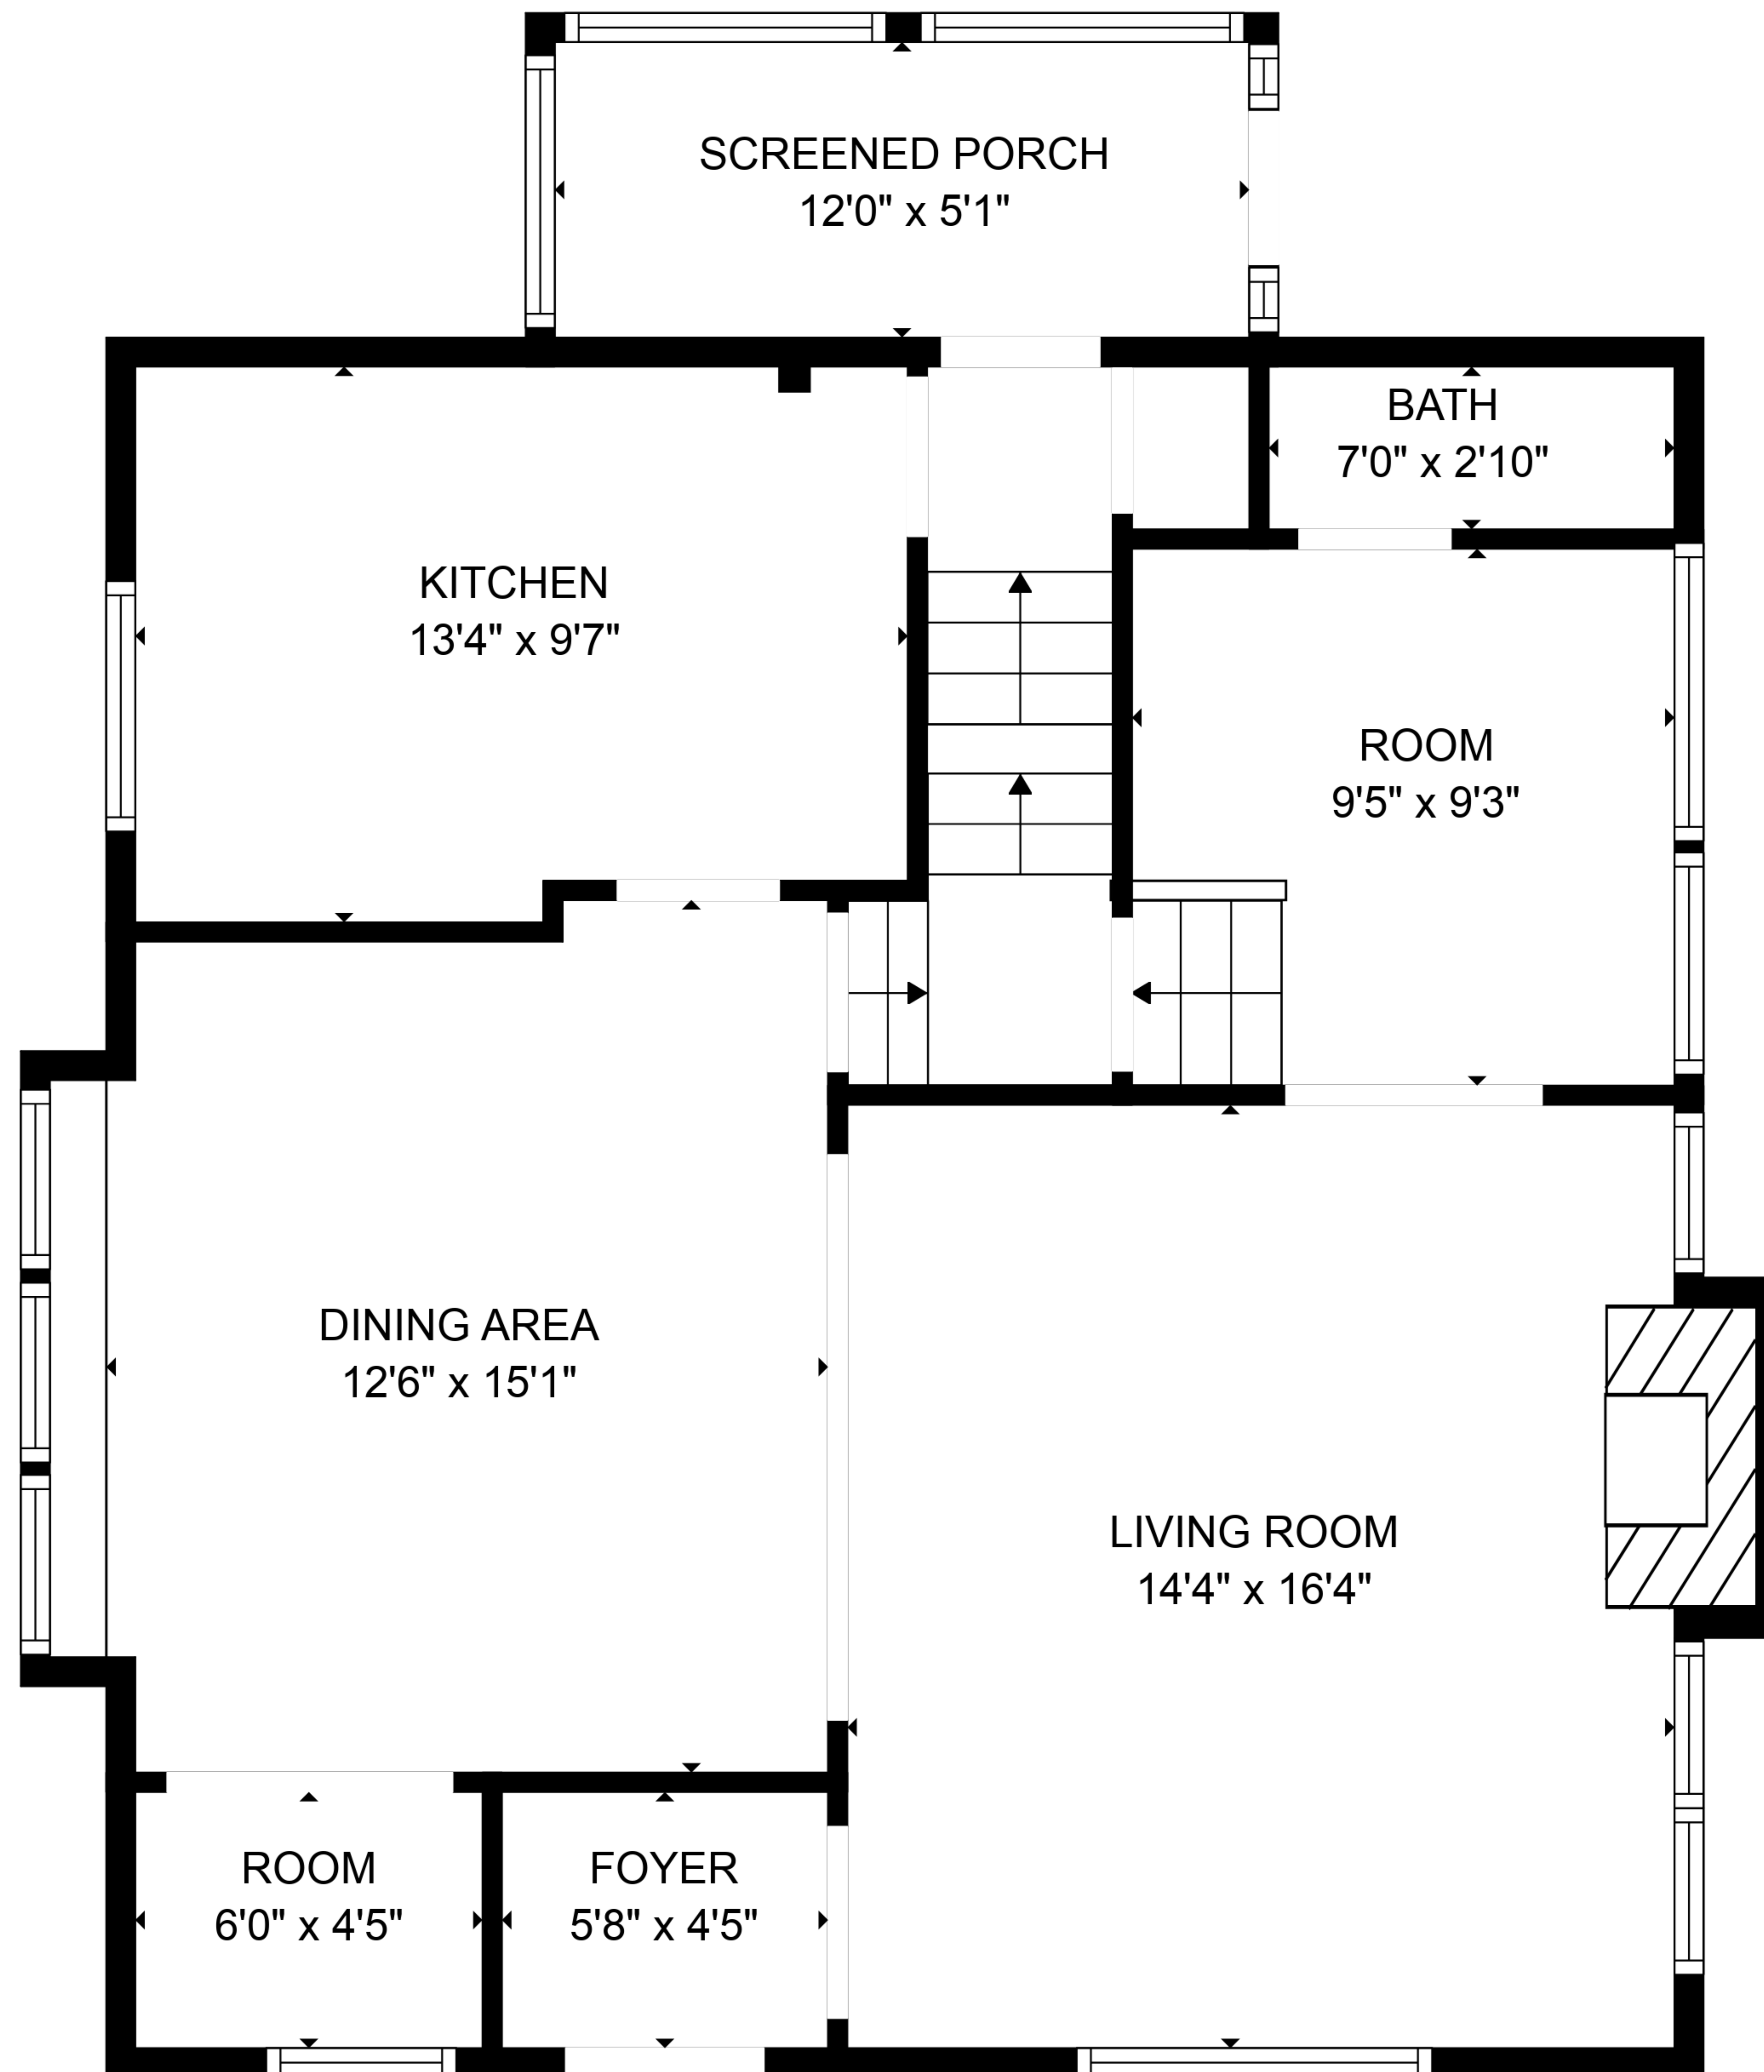 SCREENED PORCH
12'0" x 5'1"
BATH
7'0" x 2'10"
KITCHEN
13'4" x 9'7"
ROOM
9'5" x 9'3"
DINING AREA
12'6" x 15'1"
LIVING ROOM
14'4" x 16'4"
ROOM
6'0" x 4'5"
FOYER
5'8" x 4'5"